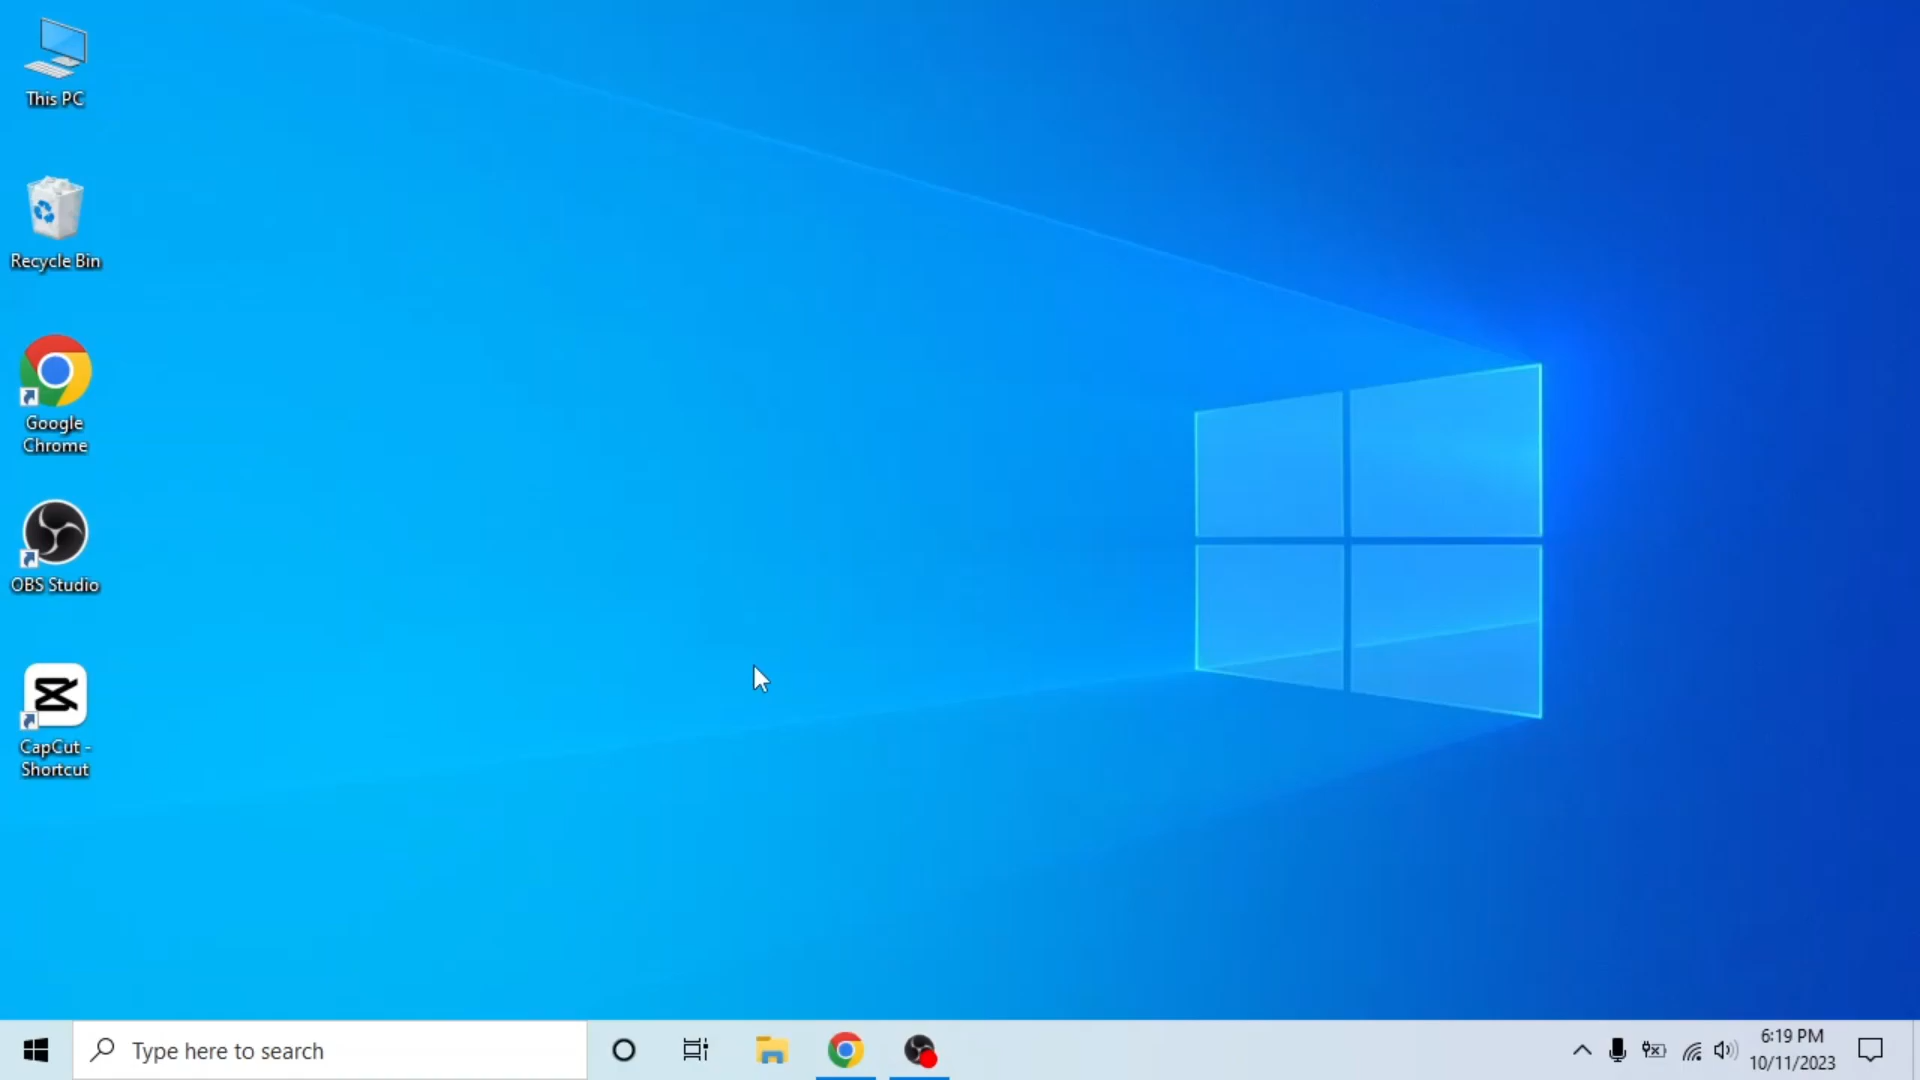 This PC
Recycle Bin
Google
Chrome
OBS Studio
CapCut -
Shortcut
Type here to search
6:19 PM
10/11/2023